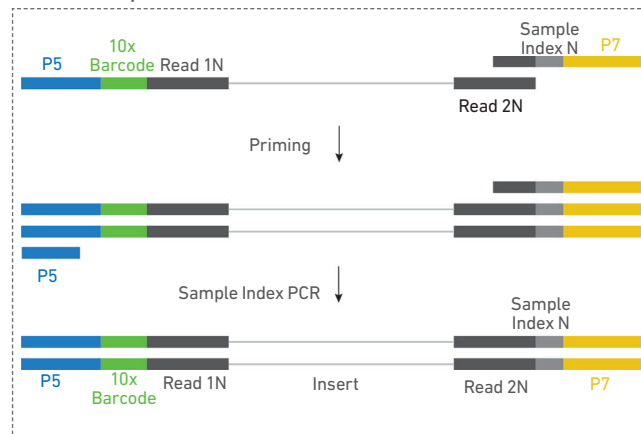 Sample
Index N
P7
P5
10x
Barcode
Read 1N
Read 2N
Priming
P5
Sample Index PCR
Sample
Index N
P5
10x
Barcode
Read 1N
Insert
Read 2N
P7